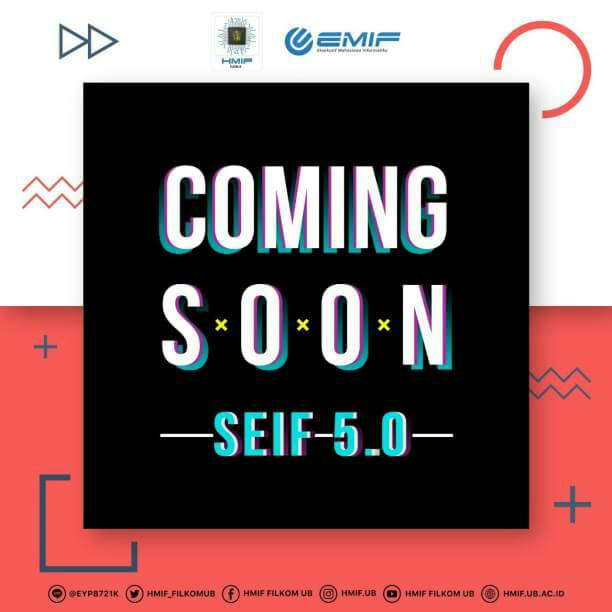 HMIF
EMIF
Eksekutif Mahasiswa Informatika
COMING
S×O×O×N
SEIF 5.0
@EYP8721K HMIF_FILKOMUB HMIF FILKOM UB HMIF.UB HMIF FILKOM UB HMIF.UB.AC.ID